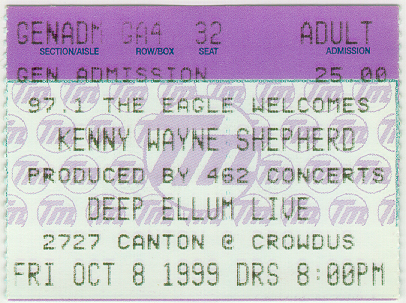 GENADM GA4 32 ADULT
SECTION/AISLE ROW/BOX SEAT ADMISSION
GEN ADMISSION 25.00
97.1 THE EAGLE WELCOMES
KENNY WAYNE SHEPHERD
PRODUCED BY 462 CONCERTS
DEEP ELLUM LIVE
2727 CANTON @ CROWDUS
FRI OCT 8 1999 DRS 8:00PM